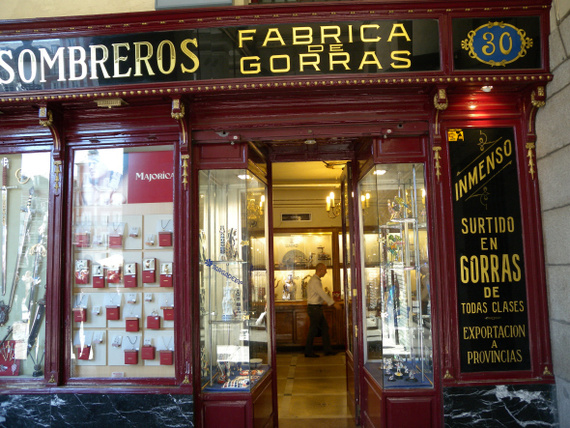 SOMBREROS
FABRICA
DE
GORRAS
30
MAJORICA
INMENSO
SURTIDO
EN
GORRAS
DE
TODAS CLASES
EXPORTACION
A
PROVINCIAS